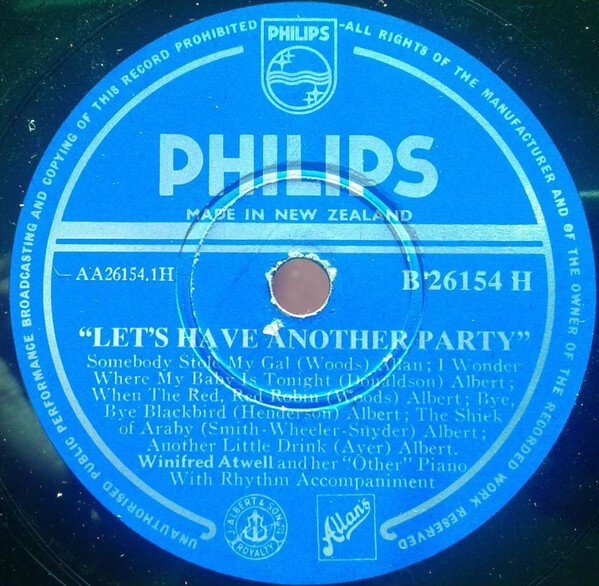 UNAUTHORISED PUBLIC PERFORMANCE BROADCASTING AND COPYING OF THIS RECORD PROHIBITED
ALL RIGHTS OF THE MANUFACTURER AND OF THE OWNER OF THE RECORDED WORK RESERVED
PHILIPS
PHILIPS
MADE IN NEW ZEALAND
AA26154.1H
B 26154 H
“LET'S HAVE ANOTHER PARTY”
Somebody Stole My Gal (Woods) Allan; I Wonder
Where My Baby is Tonight (Donaldson) Albert;
When The Red, Red Robin (Woods) Albert; Bye,
Bye Blackbird (Henderson) Albert; The Shiek
of Araby (Smith-Wheeler-Snyder) Albert;
Another Little Drink (Ayer) Albert.
Winifred Atwell and her "Other" Piano
With Rhythm Accompaniment
ALBERT & SON
ROYALTY
Allans